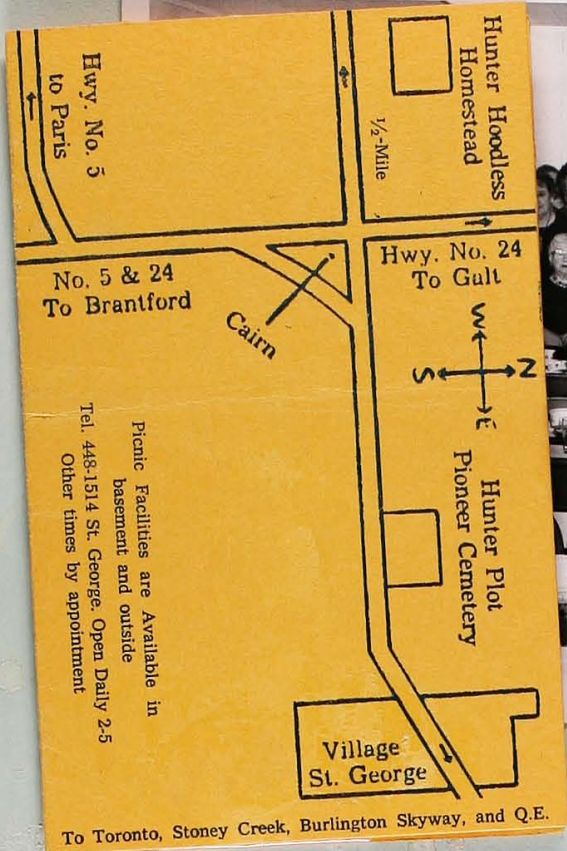 Hunter Hoodless
Homestead
½-Mile
Hwy. No. 5
to Paris
Hwy. No. 24
To Galt
No. 5 & 24
To Brantford
Cairn
W
N
S
E
Hunter Plot
Pioneer Cemetery
Picnic Facilities are Available in
basement and outside
Tel. 448-1514 St. George. Open Daily 2-5
Other times by appointment
Village
St. George
To Toronto, Stoney Creek, Burlington Skyway, and Q.E.